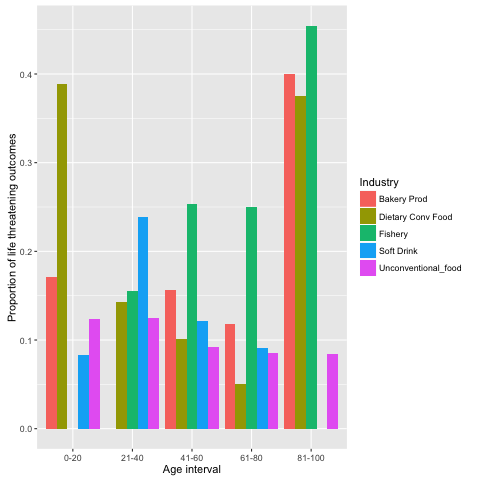 Proportion of life threatening outcomes
0.4
0.3
0.2
0.1
0.0
0-20 21-40 41-60 61-80 81-100
Age interval
Industry
Bakery Prod
Dietary Conv Food
Fishery
Soft Drink
Unconventional_food